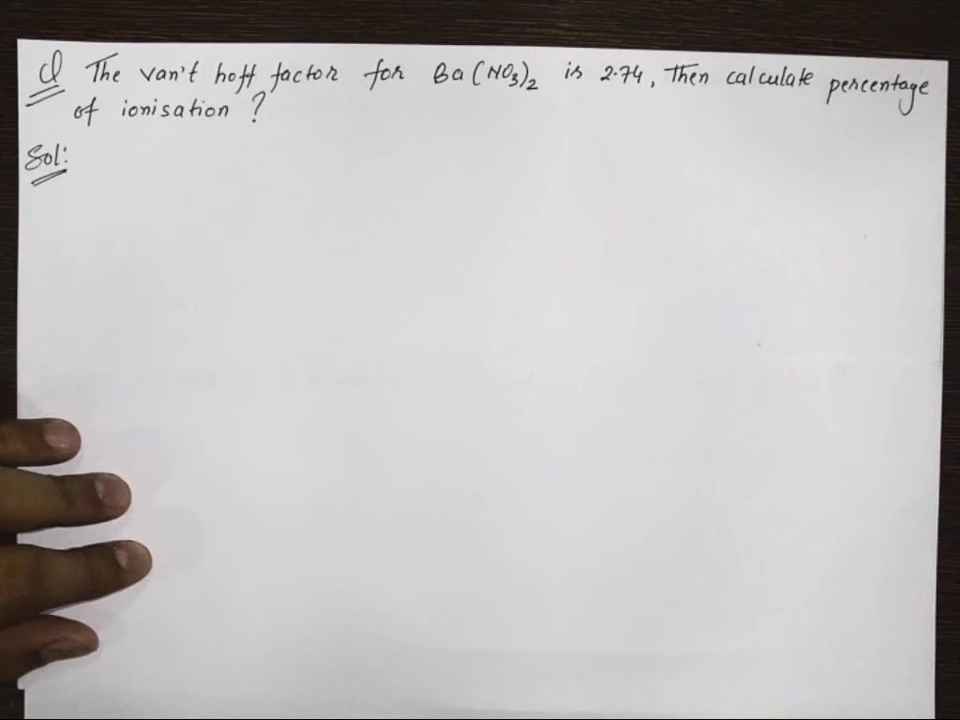 Q The van't hoff factor for Ba(NO₃)₂ is 2.74, Then calculate percentage
of ionisation ?
Sol: